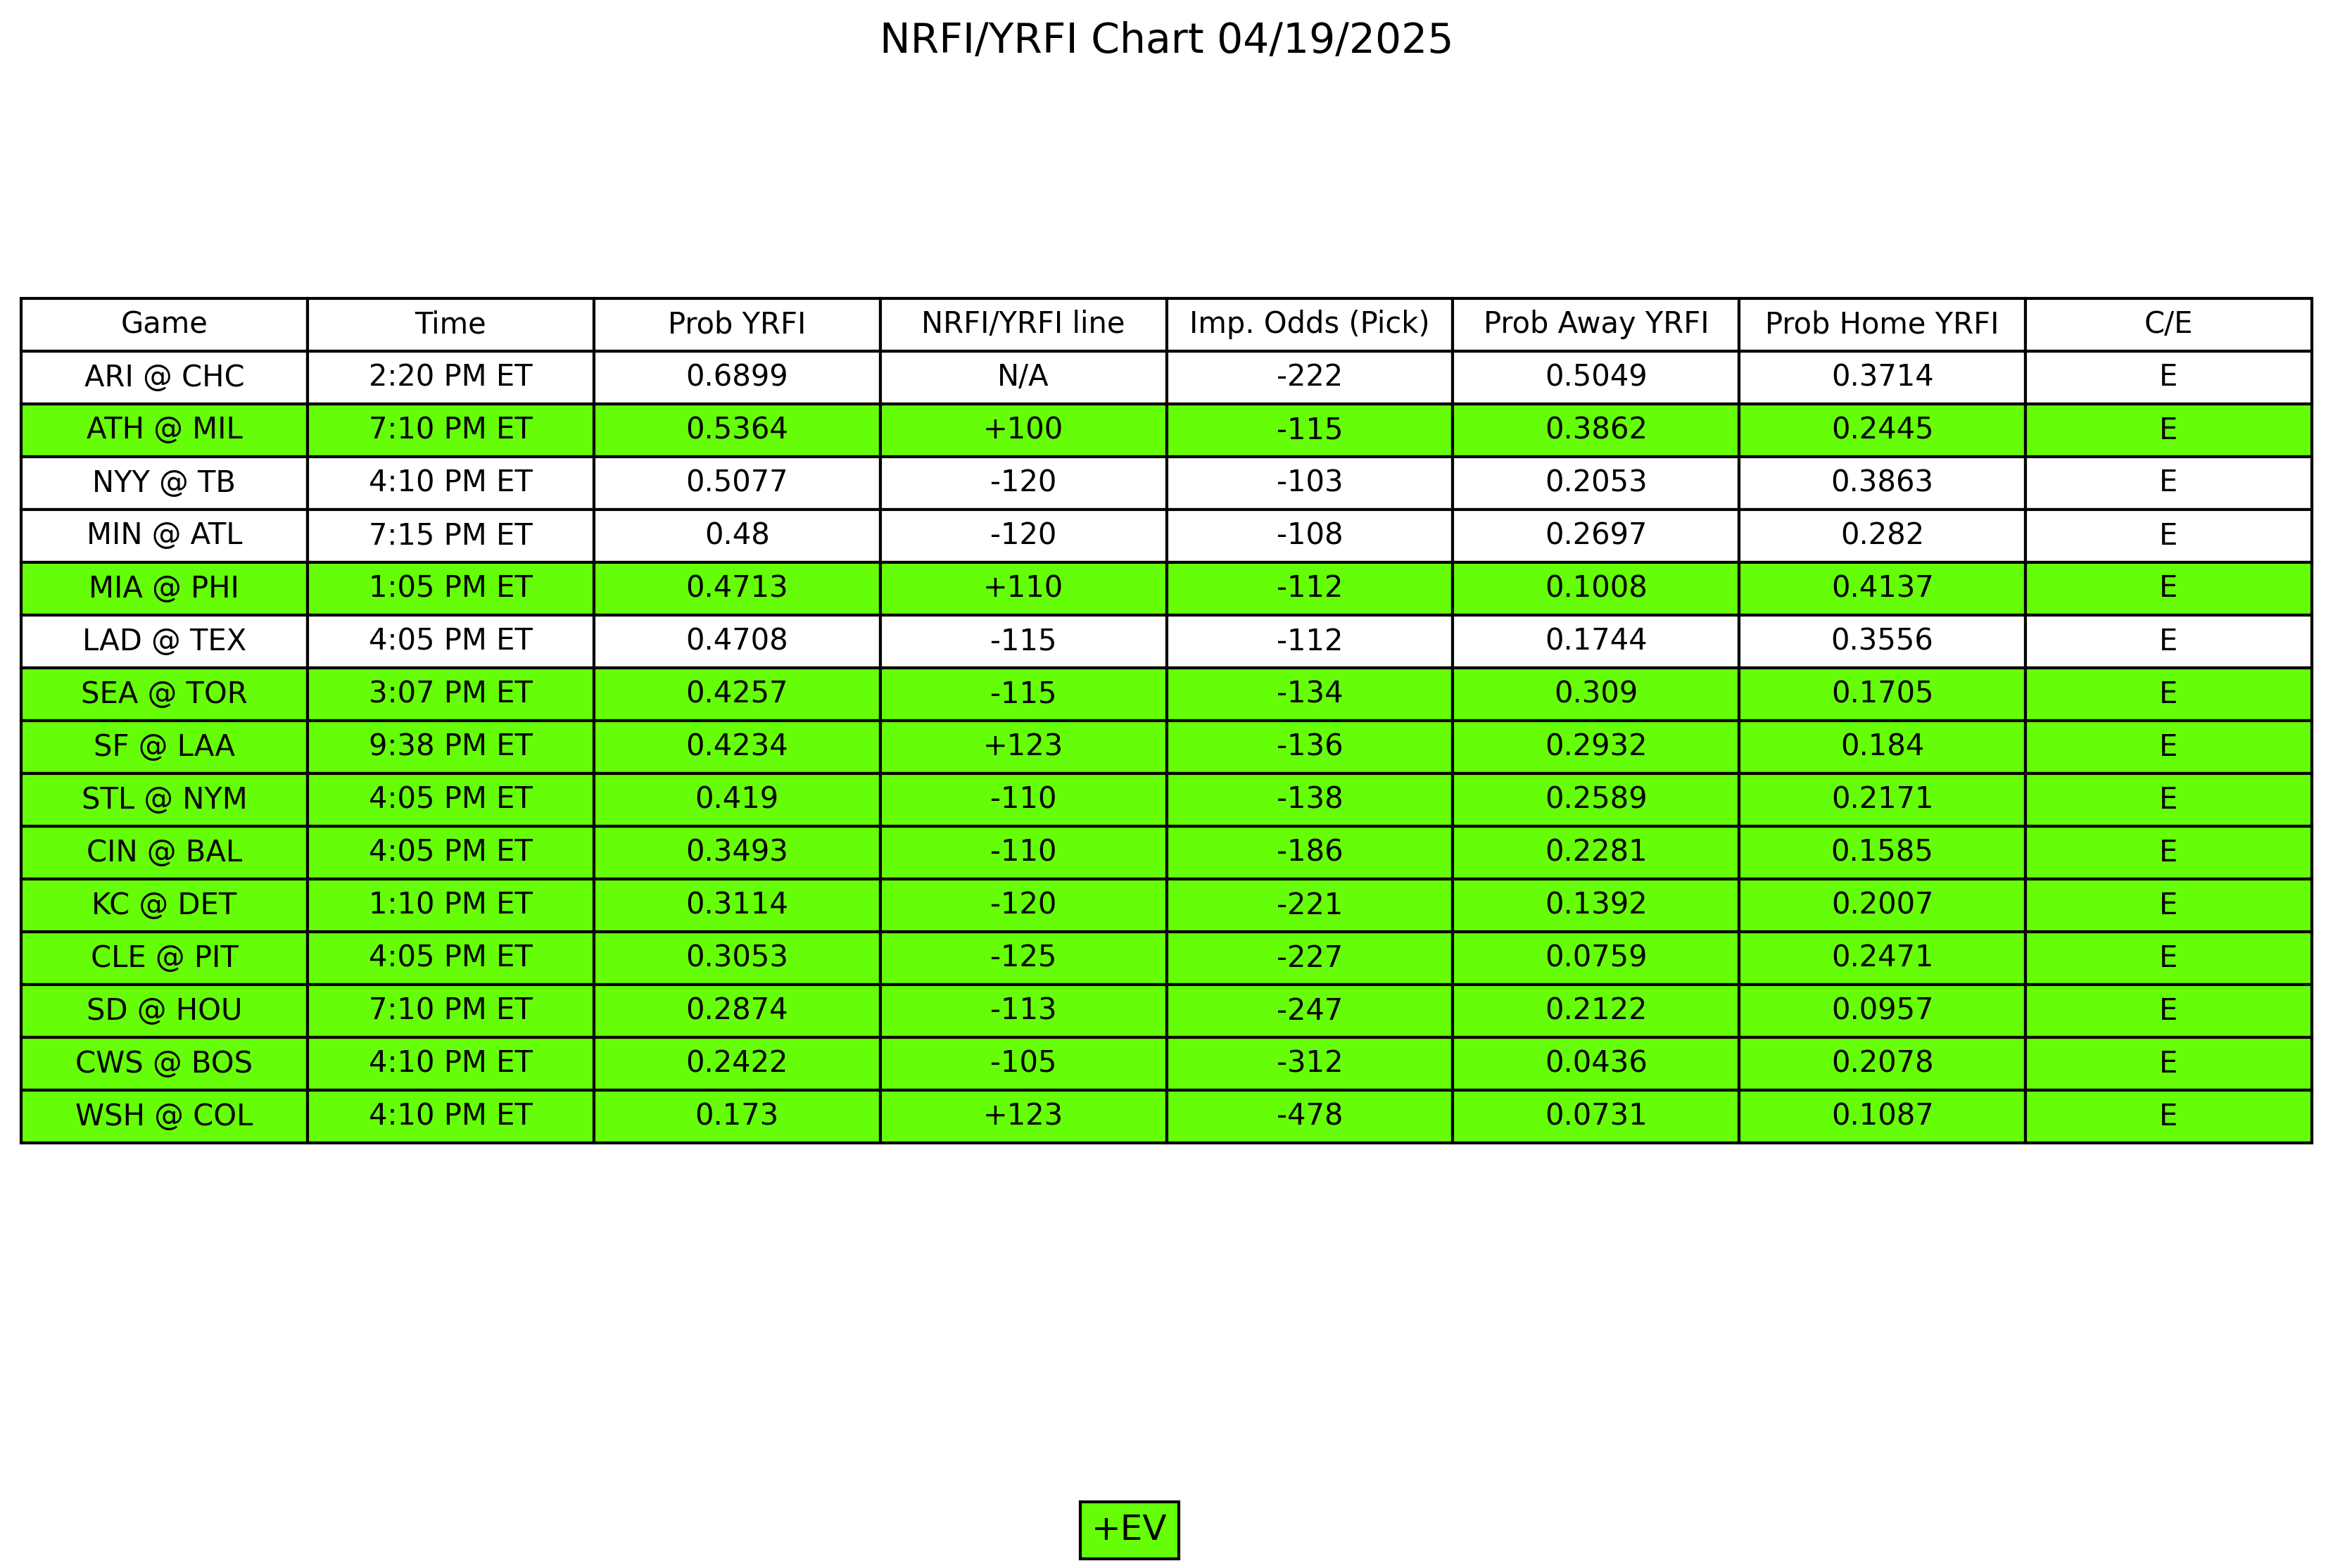 NRFI/YRFI Chart 04/19/2025
Game Time Prob YRFI NRFI/YRFI line Imp. Odds (Pick) Prob Away YRFI Prob Home YRFI C/E
ARI @ CHC 2:20 PM ET 0.6899 N/A -222 0.5049 0.3714 E
ATH @ MIL 7:10 PM ET 0.5364 +100 -115 0.3862 0.2445 E
NYY @ TB 4:10 PM ET 0.5077 -120 -103 0.2053 0.3863 E
MIN @ ATL 7:15 PM ET 0.48 -120 -108 0.2697 0.282 E
MIA @ PHI 1:05 PM ET 0.4713 +110 -112 0.1008 0.4137 E
LAD @ TEX 4:05 PM ET 0.4708 -115 -112 0.1744 0.3556 E
SEA @ TOR 3:07 PM ET 0.4257 -115 -134 0.309 0.1705 E
SF @ LAA 9:38 PM ET 0.4234 +123 -136 0.2932 0.184 E
STL @ NYM 4:05 PM ET 0.419 -110 -138 0.2589 0.2171 E
CIN @ BAL 4:05 PM ET 0.3493 -110 -186 0.2281 0.1585 E
KC @ DET 1:10 PM ET 0.3114 -120 -221 0.1392 0.2007 E
CLE @ PIT 4:05 PM ET 0.3053 -125 -227 0.0759 0.2471 E
SD @ HOU 7:10 PM ET 0.2874 -113 -247 0.2122 0.0957 E
CWS @ BOS 4:10 PM ET 0.2422 -105 -312 0.0436 0.2078 E
WSH @ COL 4:10 PM ET 0.173 +123 -478 0.0731 0.1087 E
+EV